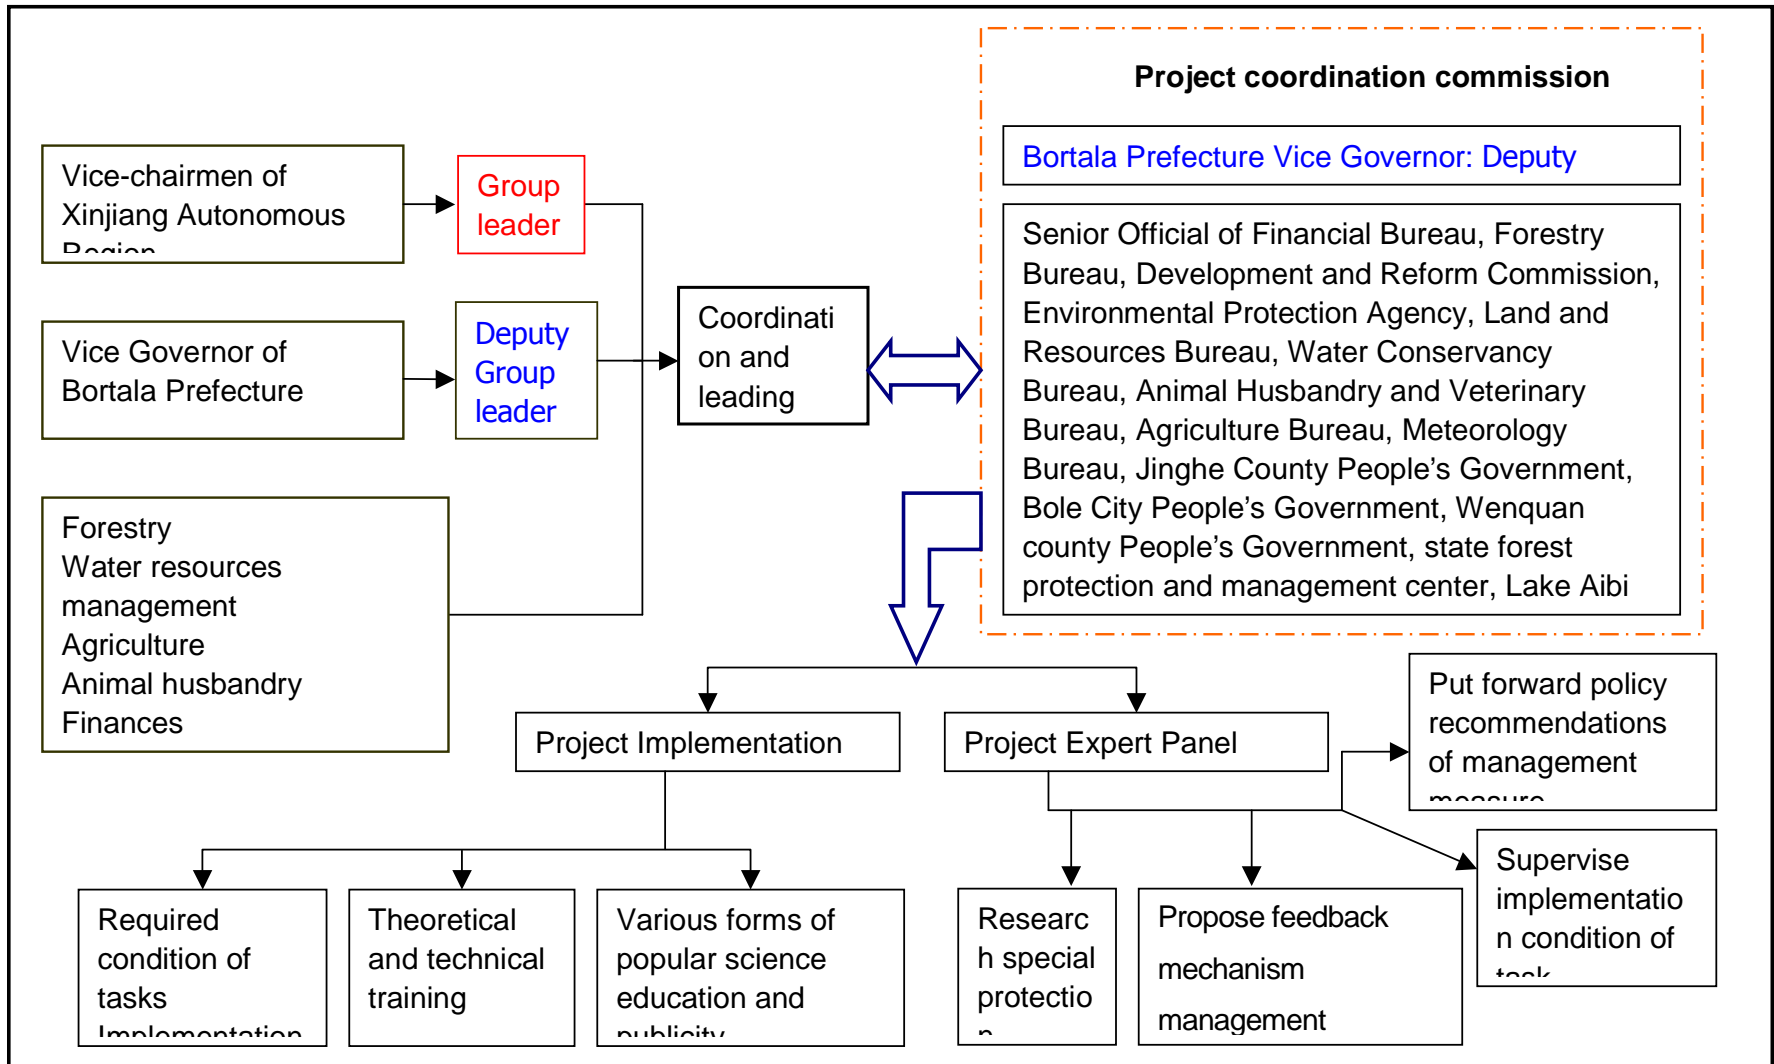 Project coordination commission
Bortala Prefecture Vice Governor: Deputy
Senior Official of Financial Bureau, Forestry
Bureau, Development and Reform Commission,
Environmental Protection Agency, Land and
Resources Bureau, Water Conservancy
Bureau, Animal Husbandry and Veterinary
Bureau, Agriculture Bureau, Meteorology
Bureau, Jinghe County People's Government,
Bole City People's Government, Wenquan
county People's Government, state forest
protection and management center, Lake Aibi
Vice-chairmen of
Xinjiang Autonomous
Region
Group
leader
Vice Governor of
Bortala Prefecture
Deputy
Group
leader
Coordinati
on and
leading
Forestry
Water resources
management
Agriculture
Animal husbandry
Finances
Project Implementation
Project Expert Panel
Put forward policy
recommendations
of management
measure
Supervise
implementatio
n condition of
task
Required
condition of
tasks
Implementation
Theoretical
and technical
training
Various forms of
popular science
education and
publicity
Researc
h special
protectio
n
Propose feedback
mechanism
management